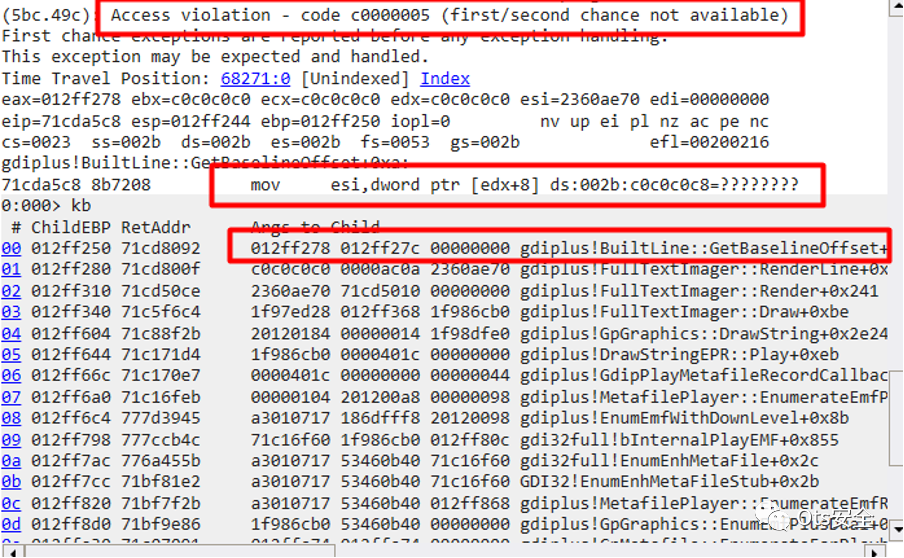 (5bc.49c): Access violation - code c0000005 (first/second chance not available)
First chance exceptions are reported before any exception handling.
This exception may be expected and handled.
Time Travel Position: 68271:0 [Unindexed] Index
eax=012ff278 ebx=c0c0c0c0 ecx=c0c0c0c0 edx=c0c0c0c0 esi=2360ae70 edi=00000000
eip=71cda5c8 esp=012ff244 ebp=012ff250 iopl=0 nv up ei pl nz ac pe nc
cs=0023 ss=002b ds=002b es=002b fs=0053 gs=002b efl=00200216
gdiplus!BuiltLine::GetBaselineOffset+0xa:
71cda5c8 8b7208 mov esi,dword ptr [edx+8] ds:002b:c0c0c0c8=????????
0:000> kb
# ChildEBP RetAddr Args to Child
00 012ff250 71cd8092 012ff278 012ff27c 00000000 gdiplus!BuiltLine::GetBaselineOffset+
01 012ff280 71cd800f c0c0c0c0 0000ac0a 2360ae70 gdiplus!FullTextImager::RenderLine+0x
02 012ff310 71cd50ce 2360ae70 71cd5010 00000000 gdiplus!FullTextImager::Render+0x241
03 012ff340 71c5f6c4 1f97ed28 012ff368 1f986cb0 gdiplus!FullTextImager::Draw+0xbe
04 012ff604 71c88f2b 20120184 00000014 1f98dfe0 gdiplus!GpGraphics::DrawString+0x2e24
05 012ff644 71c171d4 1f986cb0 0000401c 00000000 gdiplus!DrawStringEPR::Play+0xeb
06 012ff66c 71c170e7 0000401c 00000000 00000044 gdiplus!GdipPlayMetafileRecordCallbac
07 012ff6a0 71c16feb 00000104 201200a8 00000098 gdiplus!MetafilePlayer::EnumerateEmfP
08 012ff6c4 777d3945 a3010717 186dfff8 20120098 gdiplus!EnumEmfWithDownLevel+0x8b
09 012ff798 777ccb4c 71c16f60 1f986cb0 012ff80c gdi32full!bInternalPlayEMF+0x855
0a 012ff7ac 776a455b a3010717 53460b40 71c16f60 gdi32full!EnumEnhMetaFile+0x2c
0b 012ff7cc 71bf81e2 a3010717 53460b40 71c16f60 GDI32!EnumEnhMetaFileStub+0x2b
0c 012ff820 71bf7f2b a3010717 53460b40 012ff868 gdiplus!MetafilePlayer::EnumerateEmfR
0d 012ff8d0 71bf9e86 1f986cb0 53460b40 00000000 gdiplus!GpGraphics::
Ots安全